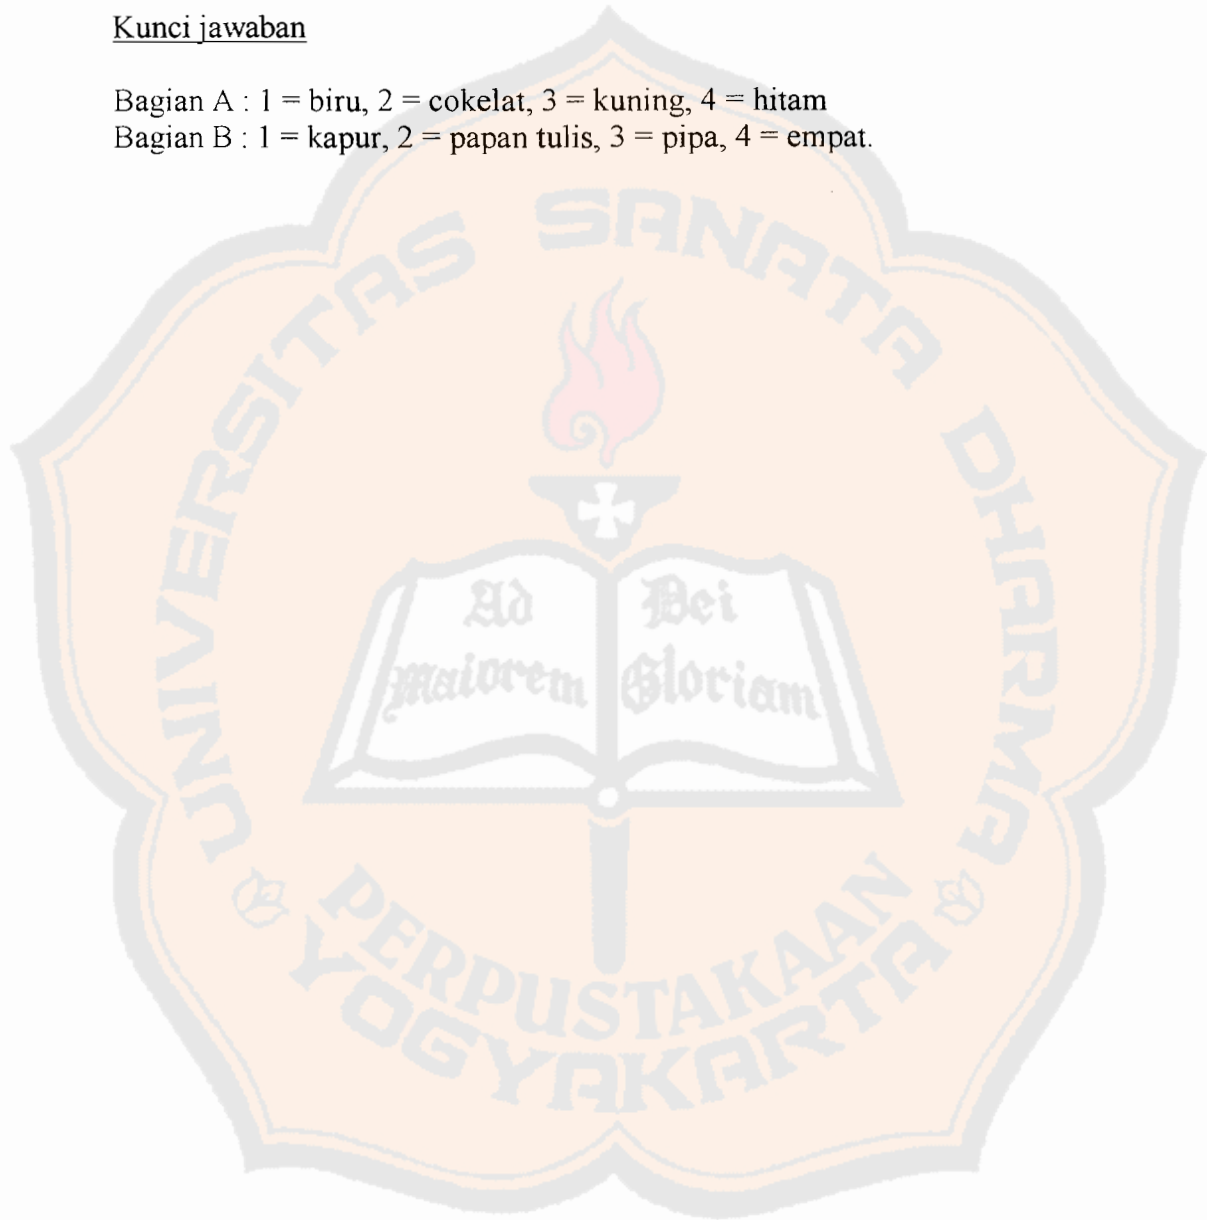 Kunci jawaban
Bagian A : 1 = biru, 2 = cokelat, 3 = kuning, 4 = hitam
Bagian B : 1 = kapur, 2 = papan tulis, 3 = pipa, 4 = empat.
UNIVERSITAS SANATA DHARMA
Ad Dei
Maiorem Gloriam
PERPUSTAKAAN
YOGYAKARTA